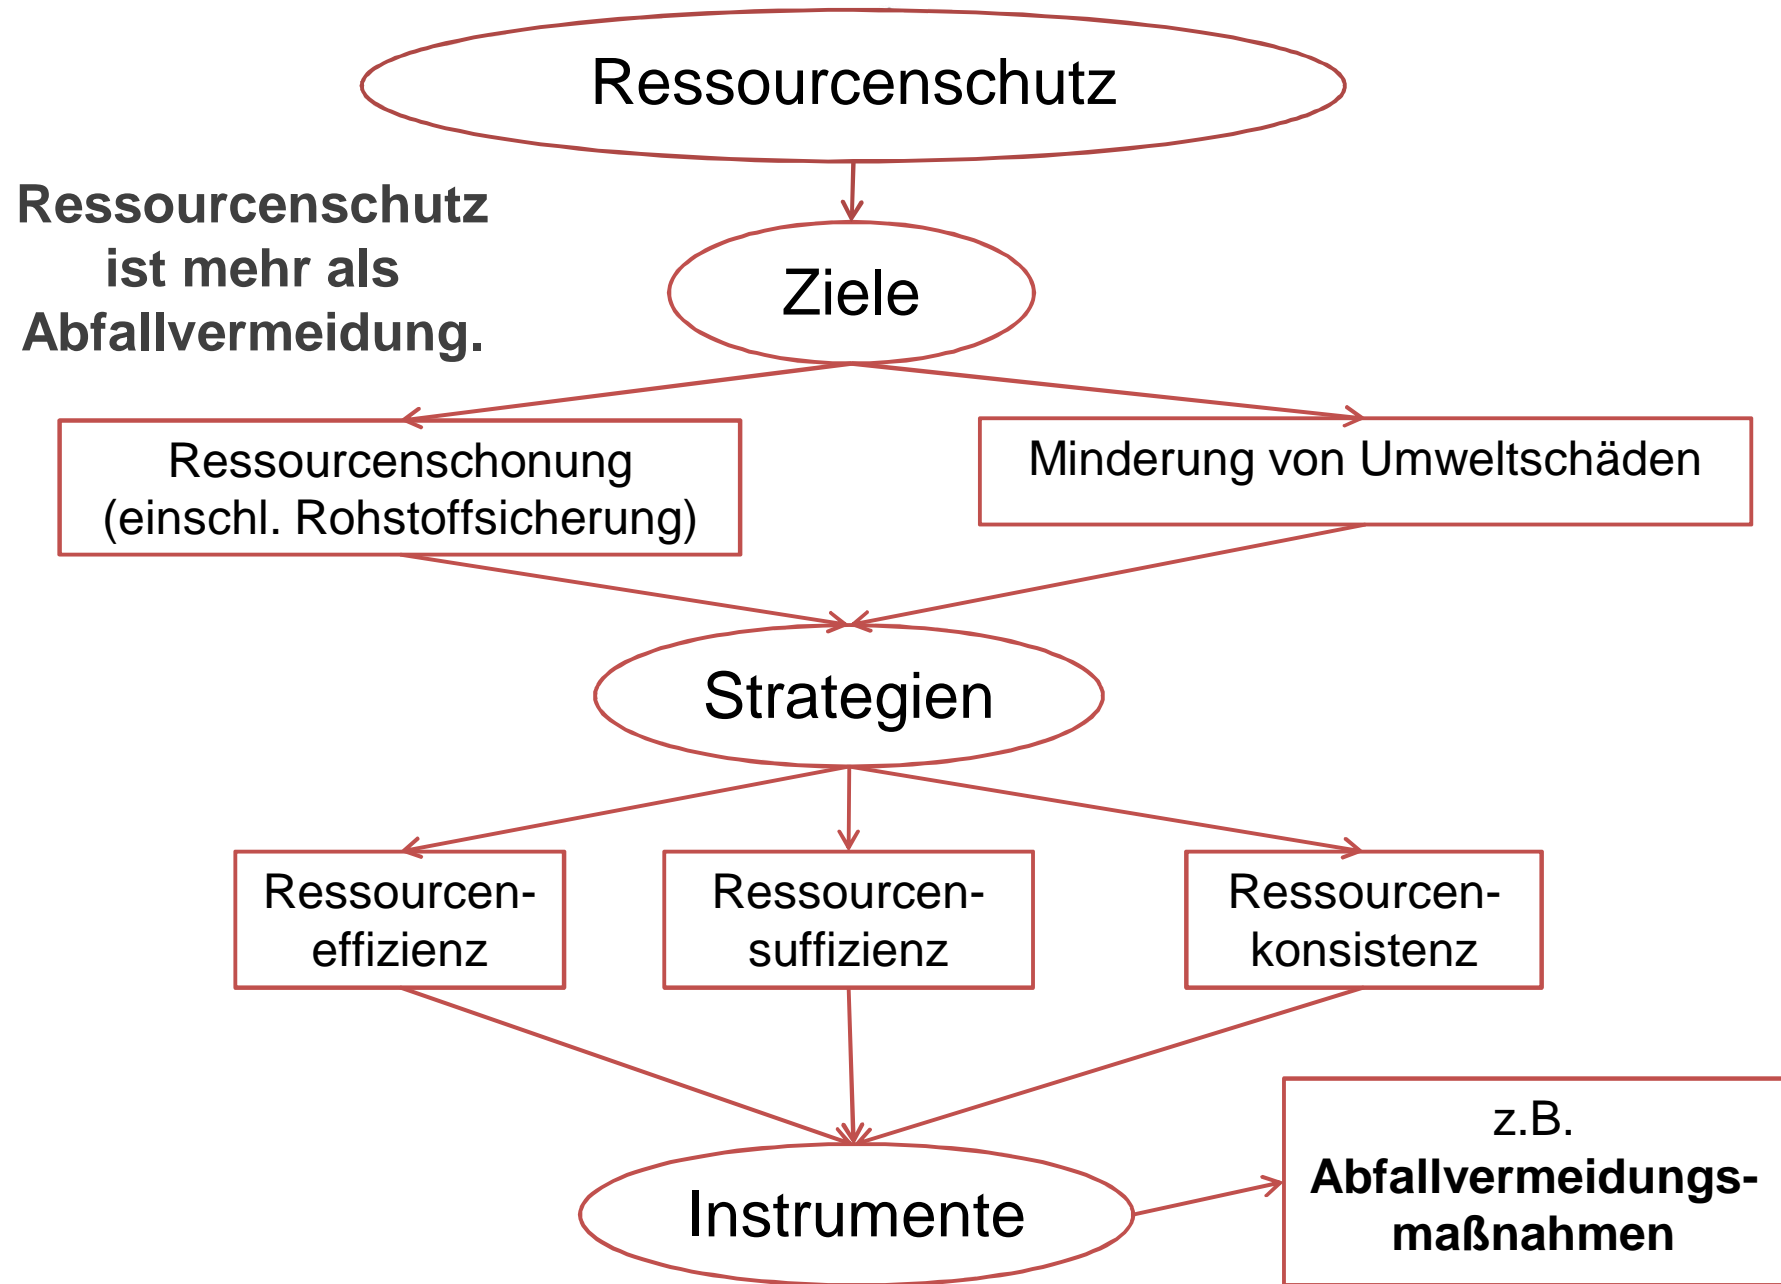 Ressourcenschutz
Ressourcenschutz
ist mehr als
Abfallvermeidung.
Ziele
Ressourcenschonung
(einschl. Rohstoffsicherung)
Minderung von Umweltschäden
Strategien
Ressourcen-
effizienz
Ressourcen-
suffizienz
Ressourcen-
konsistenz
Instrumente
z.B.
Abfallvermeidungs-
maßnahmen